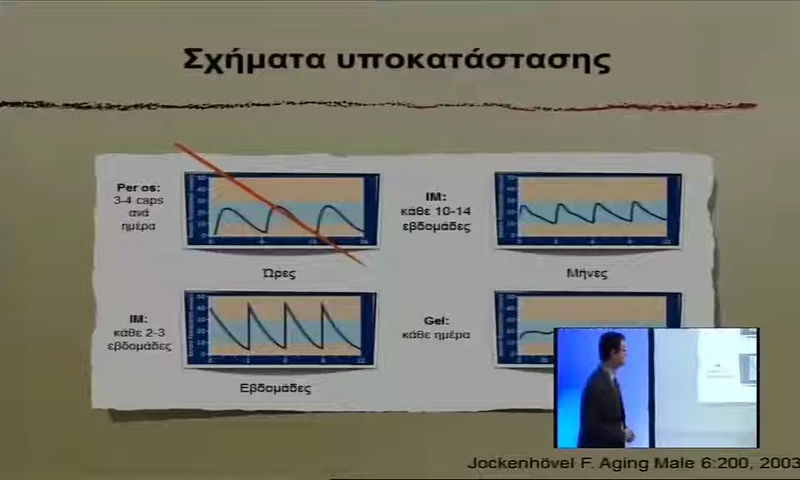 Σχήματα υποκατάστασης
Per os:
3-4 caps
ανά
ημέρα
Ώρες
IM:
κάθε 10-14
εβδομάδες
Μήνες
IM:
κάθε 2-3
εβδομάδες
Εβδομάδες
Gel:
κάθε ημέρα
Jockenhövel F. Aging Male 6:200, 2003